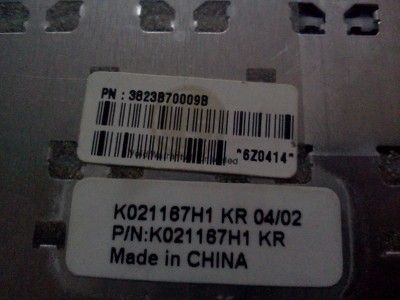 PN : 3823B70009B
"6Z0414"
K021167H1 KR 04/02
P/N:K021167H1 KR
Made in CHINA